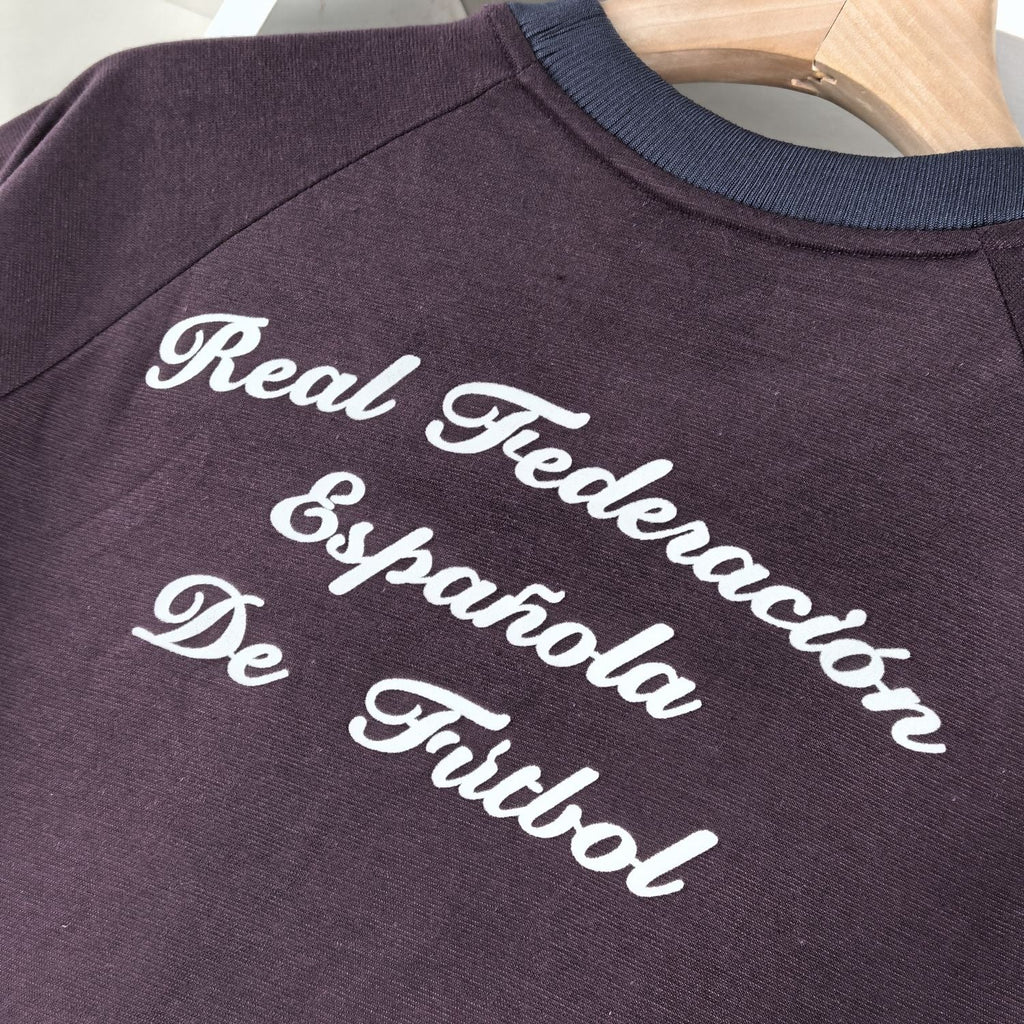 Real Federación
Española
De Fútbol